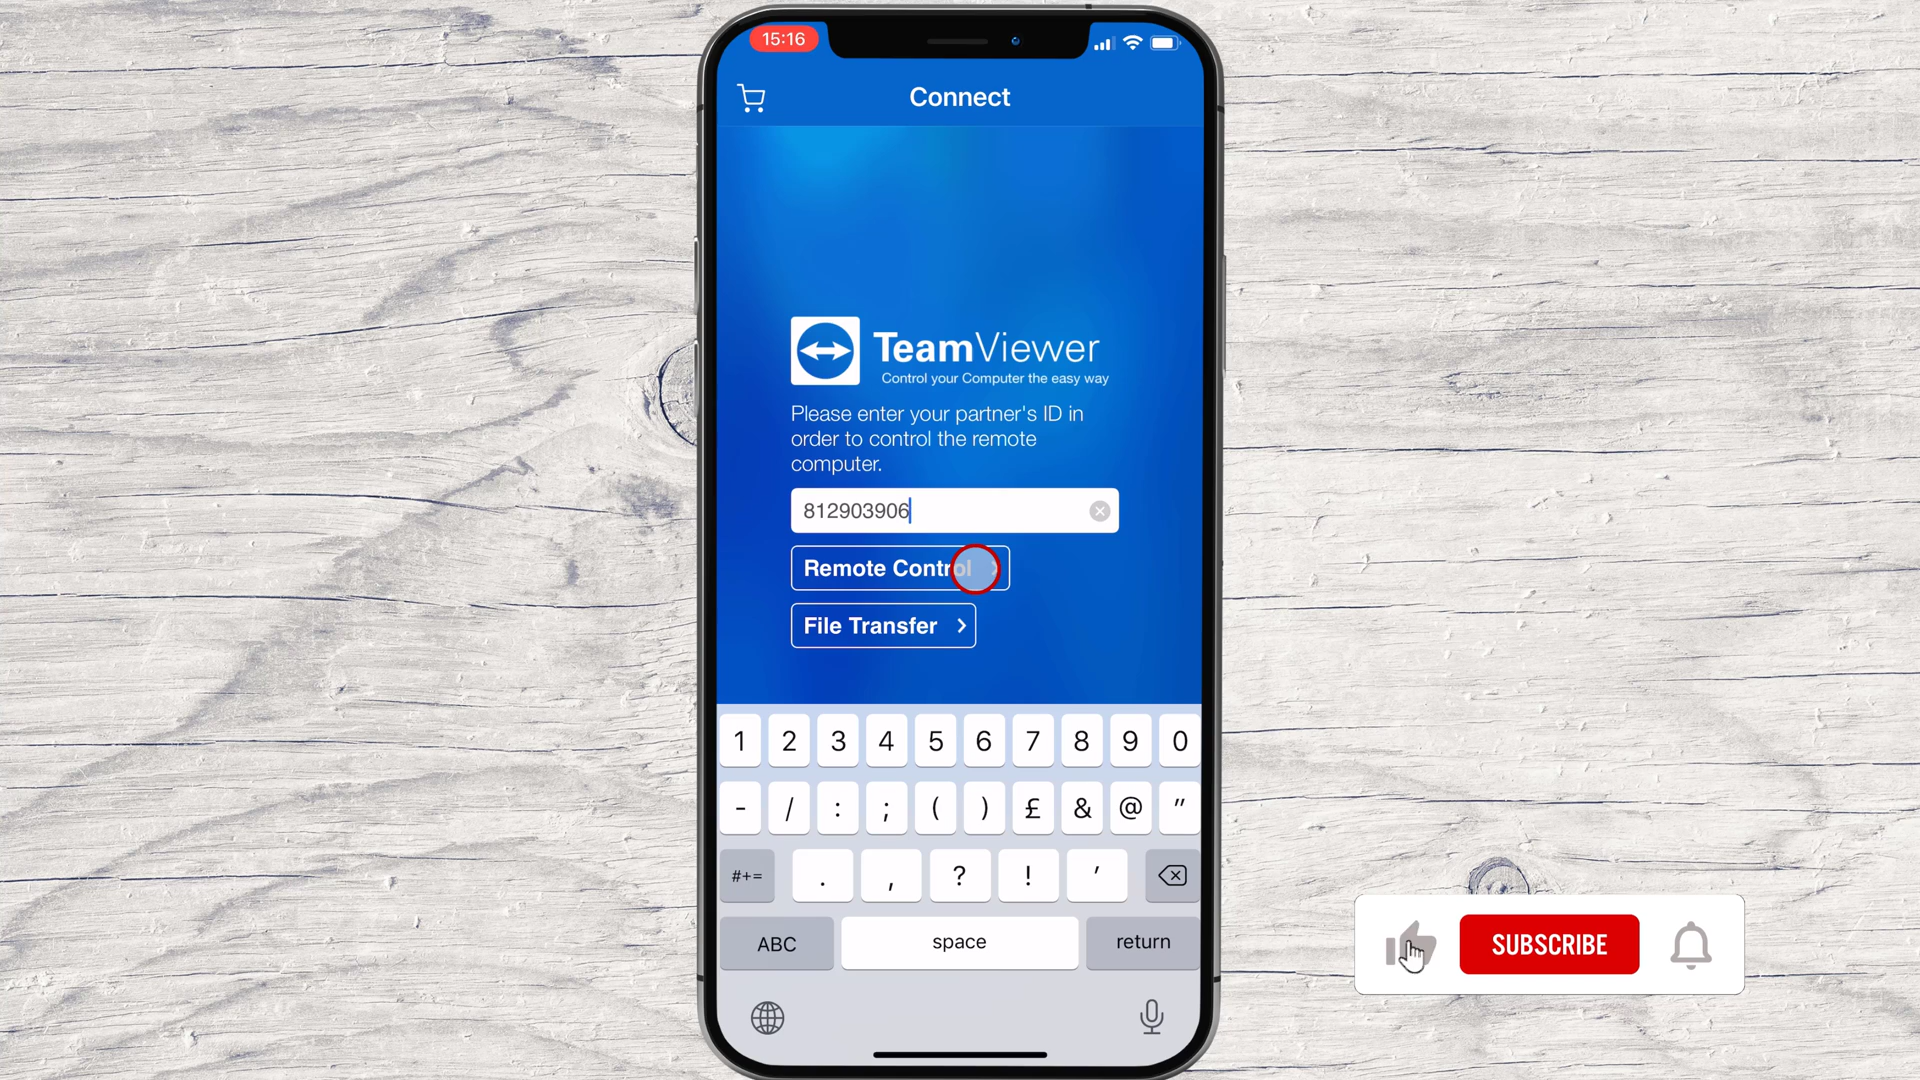 15:16
Connect
TeamViewer
Control your Computer the easy way
Please enter your partner's ID in
order to control the remote
computer.
812903906
Remote Control
File Transfer
1 2 3 4 5 6 7 8 9 0
- / : ; ( ) £ & @ "
#+= . , ? ! '
ABC space return
SUBSCRIBE